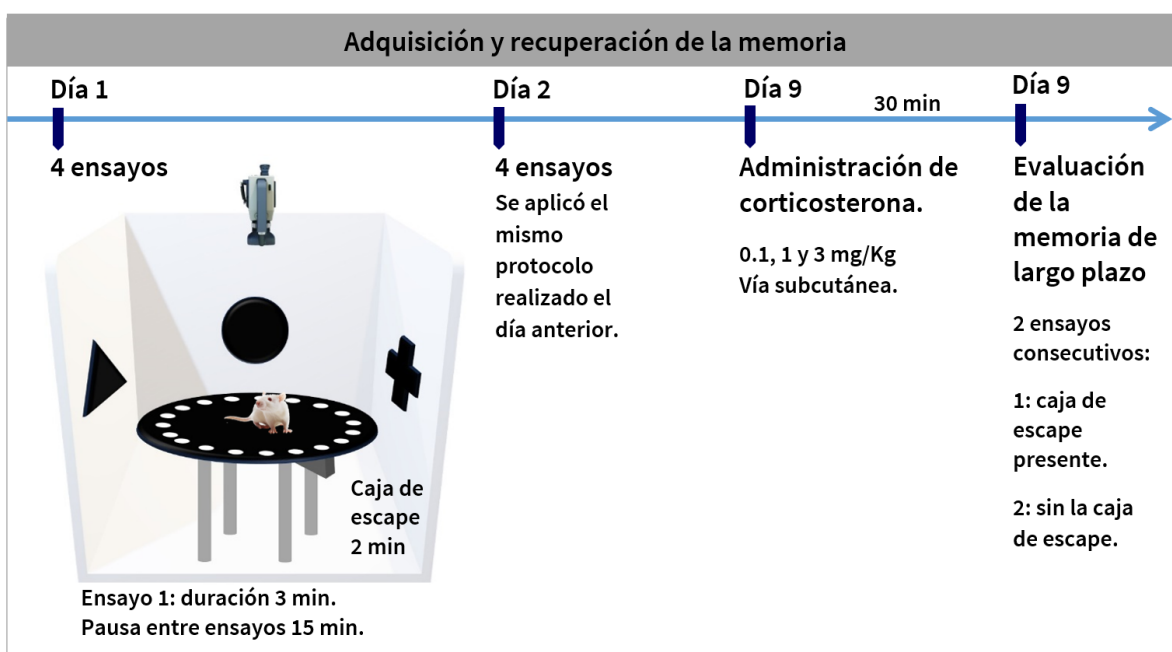 Adquisición y recuperación de la memoria
Día 1
4 ensayos
Caja de
escape
2 min
Ensayo 1: duración 3 min.
Pausa entre ensayos 15 min.
Día 2
4 ensayos
Se aplicó el
mismo
protocolo
realizado el
día anterior.
Día 9
Administración de
corticosterona.
0.1, 1 y 3 mg/Kg
Vía subcutánea.
30 min
Día 9
Evaluación
de la
memoria de
largo plazo
2 ensayos
consecutivos:
1: caja de
escape
presente.
2: sin la caja
de escape.